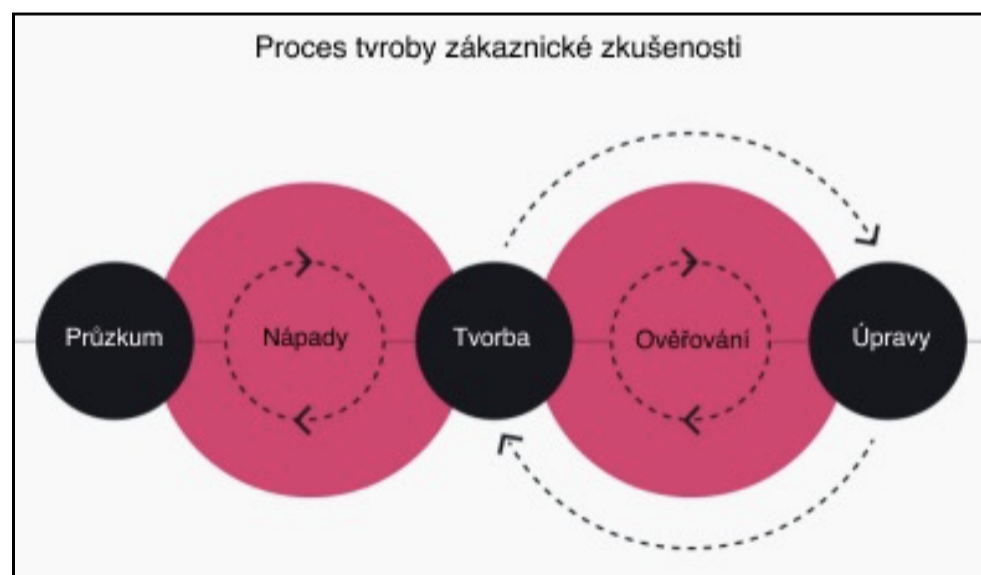 Proces tvroby zákaznické zkušenosti
Průzkum
Nápady
Tvorba
Ověřování
Úpravy